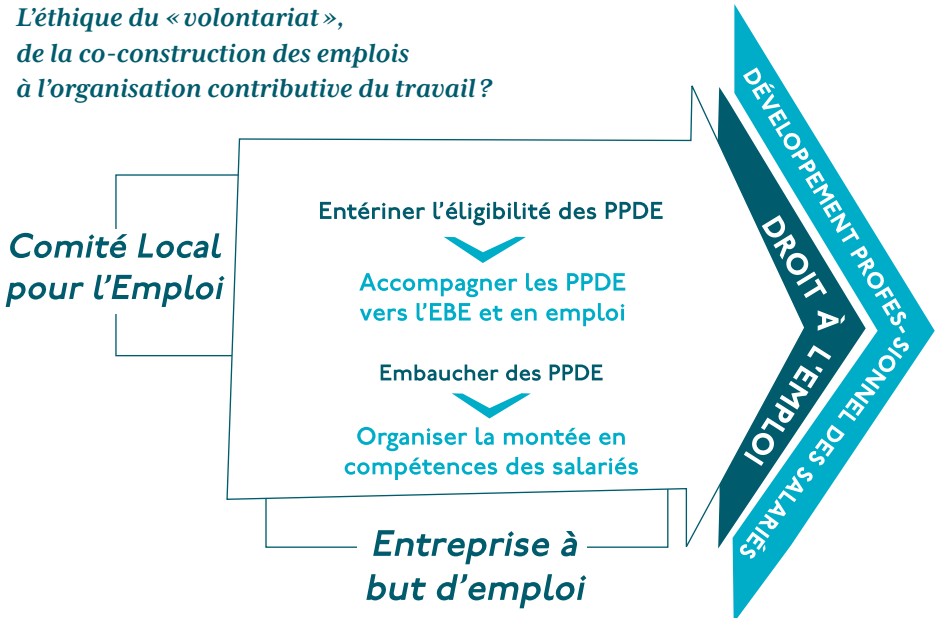 L’éthique du « volontariat »,
de la co-construction des emplois
à l’organisation contributive du travail ?
Comité Local
pour l’Emploi
Entériner l’éligibilité des PPDE
Accompagner les PPDE
vers l’EBE et en emploi
Embaucher des PPDE
Organiser la montée en
compétences des salariés
Entreprise à
but d’emploi
DROIT À L’EMPLOI
DÉVELOPPEMENT PROFES-
SIONNEL DES SALARIÉS